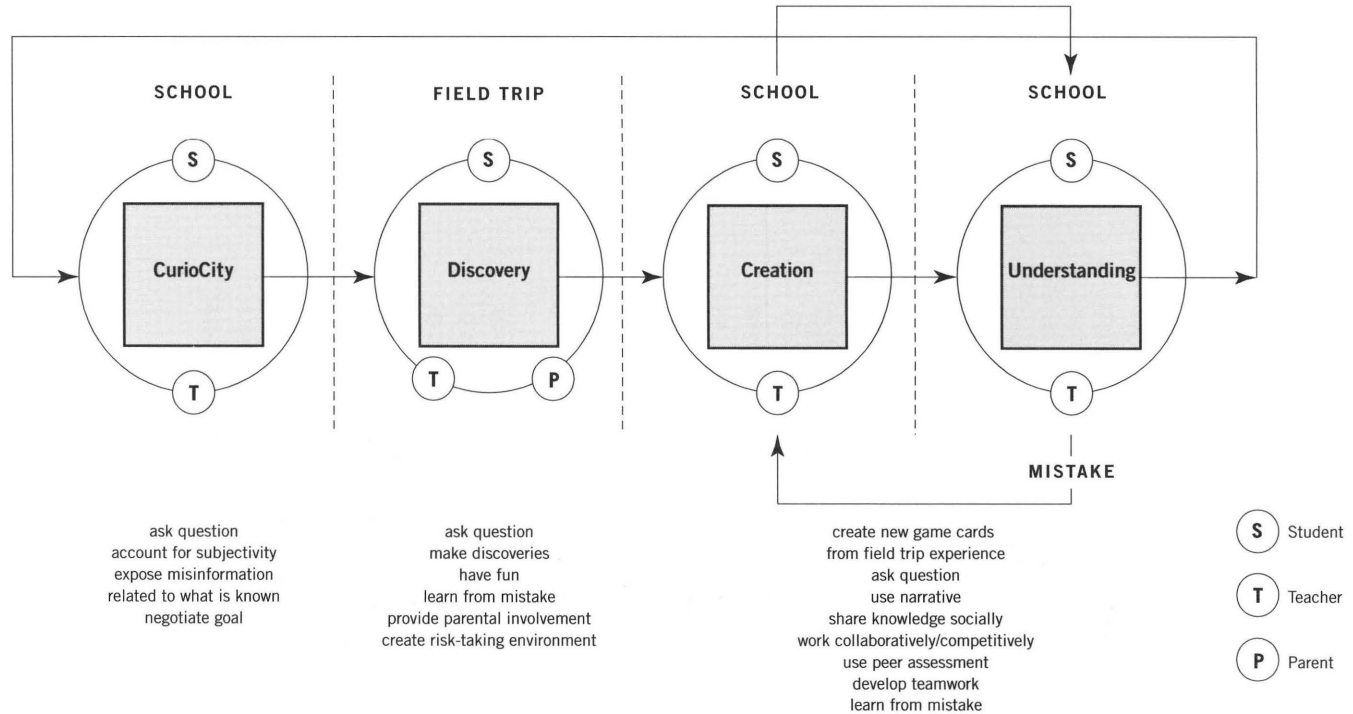 SCHOOL
FIELD TRIP
SCHOOL
SCHOOL
S
S
S
S
CurioCity
Discovery
Creation
Understanding
T
T
P
T
T
MISTAKE
ask question
account for subjectivity
expose misinformation
related to what is known
negotiate goal
ask question
make discoveries
have fun
learn from mistake
provide parental involvement
create risk-taking environment
create new game cards
from field trip experience
ask question
use narrative
share knowledge socially
work collaboratively/competitively
use peer assessment
develop teamwork
learn from mistake
S Student
T Teacher
P Parent